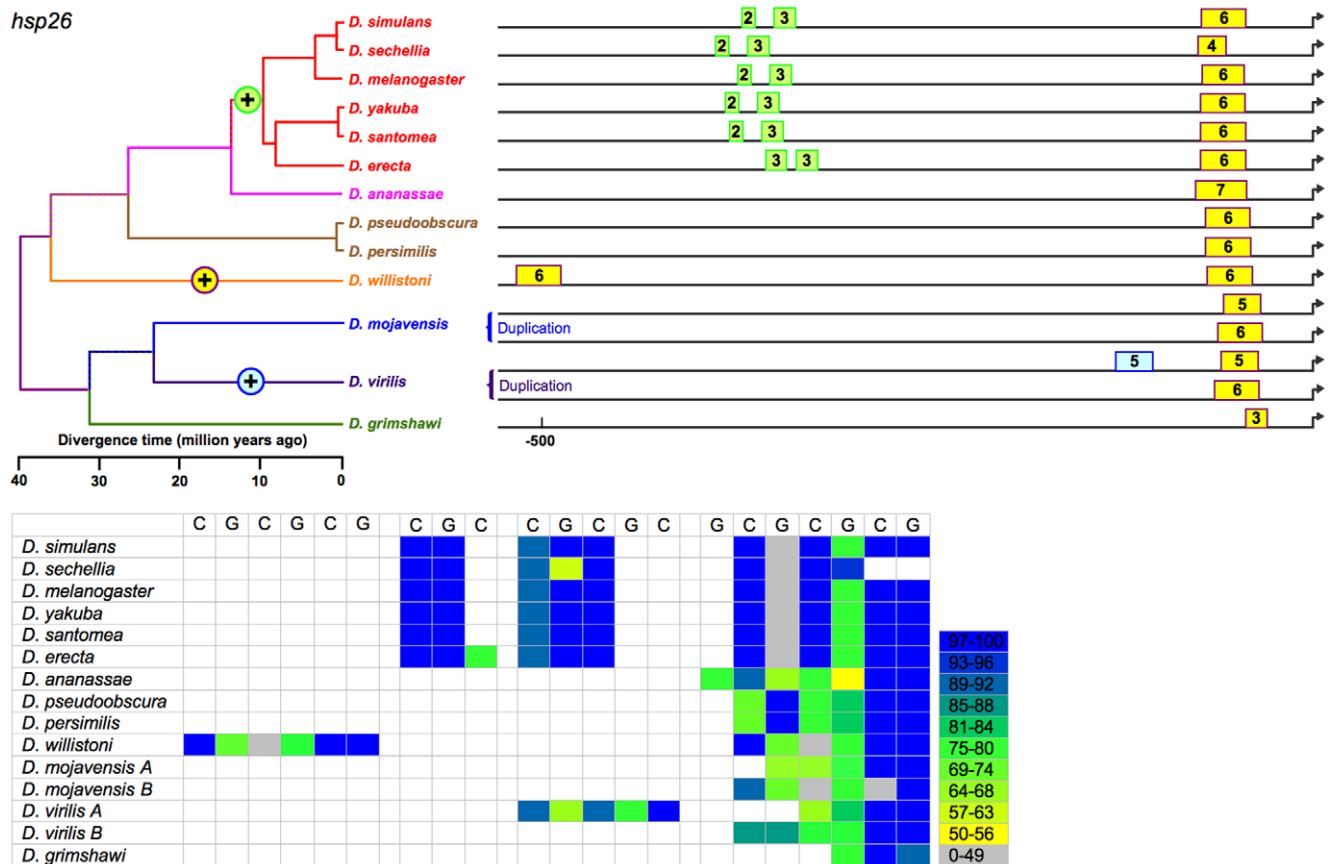 hsp26
D. simulans 2 3 6
D. sechellia 2 3 4
D. melanogaster 2 3 6
D. yakuba 2 3 6
D. santomea 2 3 6
D. erecta 3 3 6
D. ananassae 7
D. pseudoobscura 6
D. persimilis 6
D. willistoni 6 6
5
D. mojavensis Duplication
6
5 5
D. virilis Duplication
6
D. grimshawi 3
-500
Divergence time (million years ago)
40 30 20 10 0
C G C G C G C G C C G C G C G C G C G C G
D. simulans
D. sechellia
D. melanogaster
D. yakuba
D. santomea
D. erecta
D. ananassae
D. pseudoobscura
D. persimilis
D. willistoni
D. mojavensis A
D. mojavensis B
D. virilis A
D. virilis B
D. grimshawi
97-100
93-96
89-92
85-88
81-84
75-80
69-74
64-68
57-63
50-56
0-49